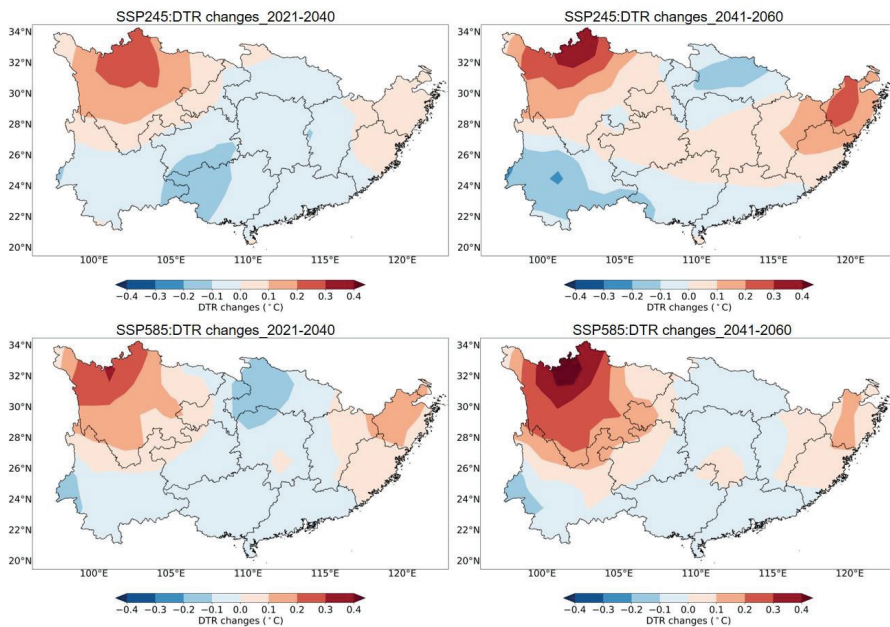 SSP245:DTR changes_2021-2040
34°N
32°N
30°N
28°N
26°N
24°N
22°N
20°N
100°E 105°E 110°E 115°E 120°E
−0.4 −0.3 −0.2 −0.1 0.0 0.1 0.2 0.3 0.4
DTR changes (°C)
SSP245:DTR changes_2041-2060
34°N
32°N
30°N
28°N
26°N
24°N
22°N
20°N
100°E 105°E 110°E 115°E 120°E
−0.4 −0.3 −0.2 −0.1 0.0 0.1 0.2 0.3 0.4
DTR changes (°C)
SSP585:DTR changes_2021-2040
34°N
32°N
30°N
28°N
26°N
24°N
22°N
20°N
100°E 105°E 110°E 115°E 120°E
−0.4 −0.3 −0.2 −0.1 0.0 0.1 0.2 0.3 0.4
DTR changes (°C)
SSP585:DTR changes_2041-2060
34°N
32°N
30°N
28°N
26°N
24°N
22°N
20°N
100°E 105°E 110°E 115°E 120°E
−0.4 −0.3 −0.2 −0.1 0.0 0.1 0.2 0.3 0.4
DTR changes (°C)